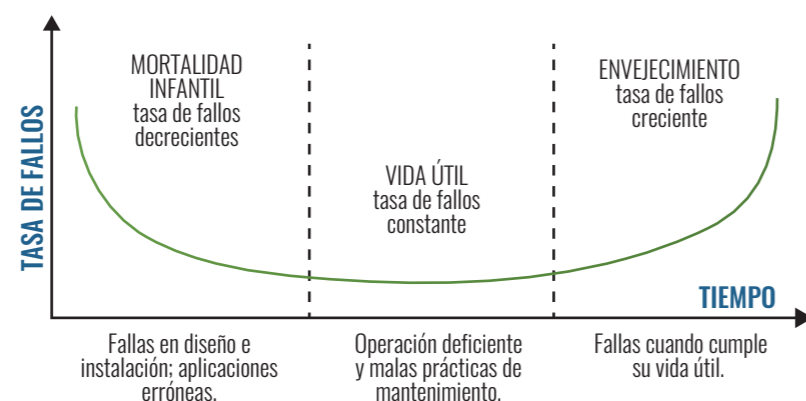 TASA DE FALLOS
MORTALIDAD
INFANTIL
tasa de fallos
decrecientes
VIDA ÚTIL
tasa de fallos
constante
ENVEJECIMIENTO
tasa de fallos
creciente
TIEMPO
Fallas en diseño e
instalación; aplicaciones
erróneas.
Operación deficiente
y malas prácticas de
mantenimiento.
Fallas cuando cumple
su vida útil.